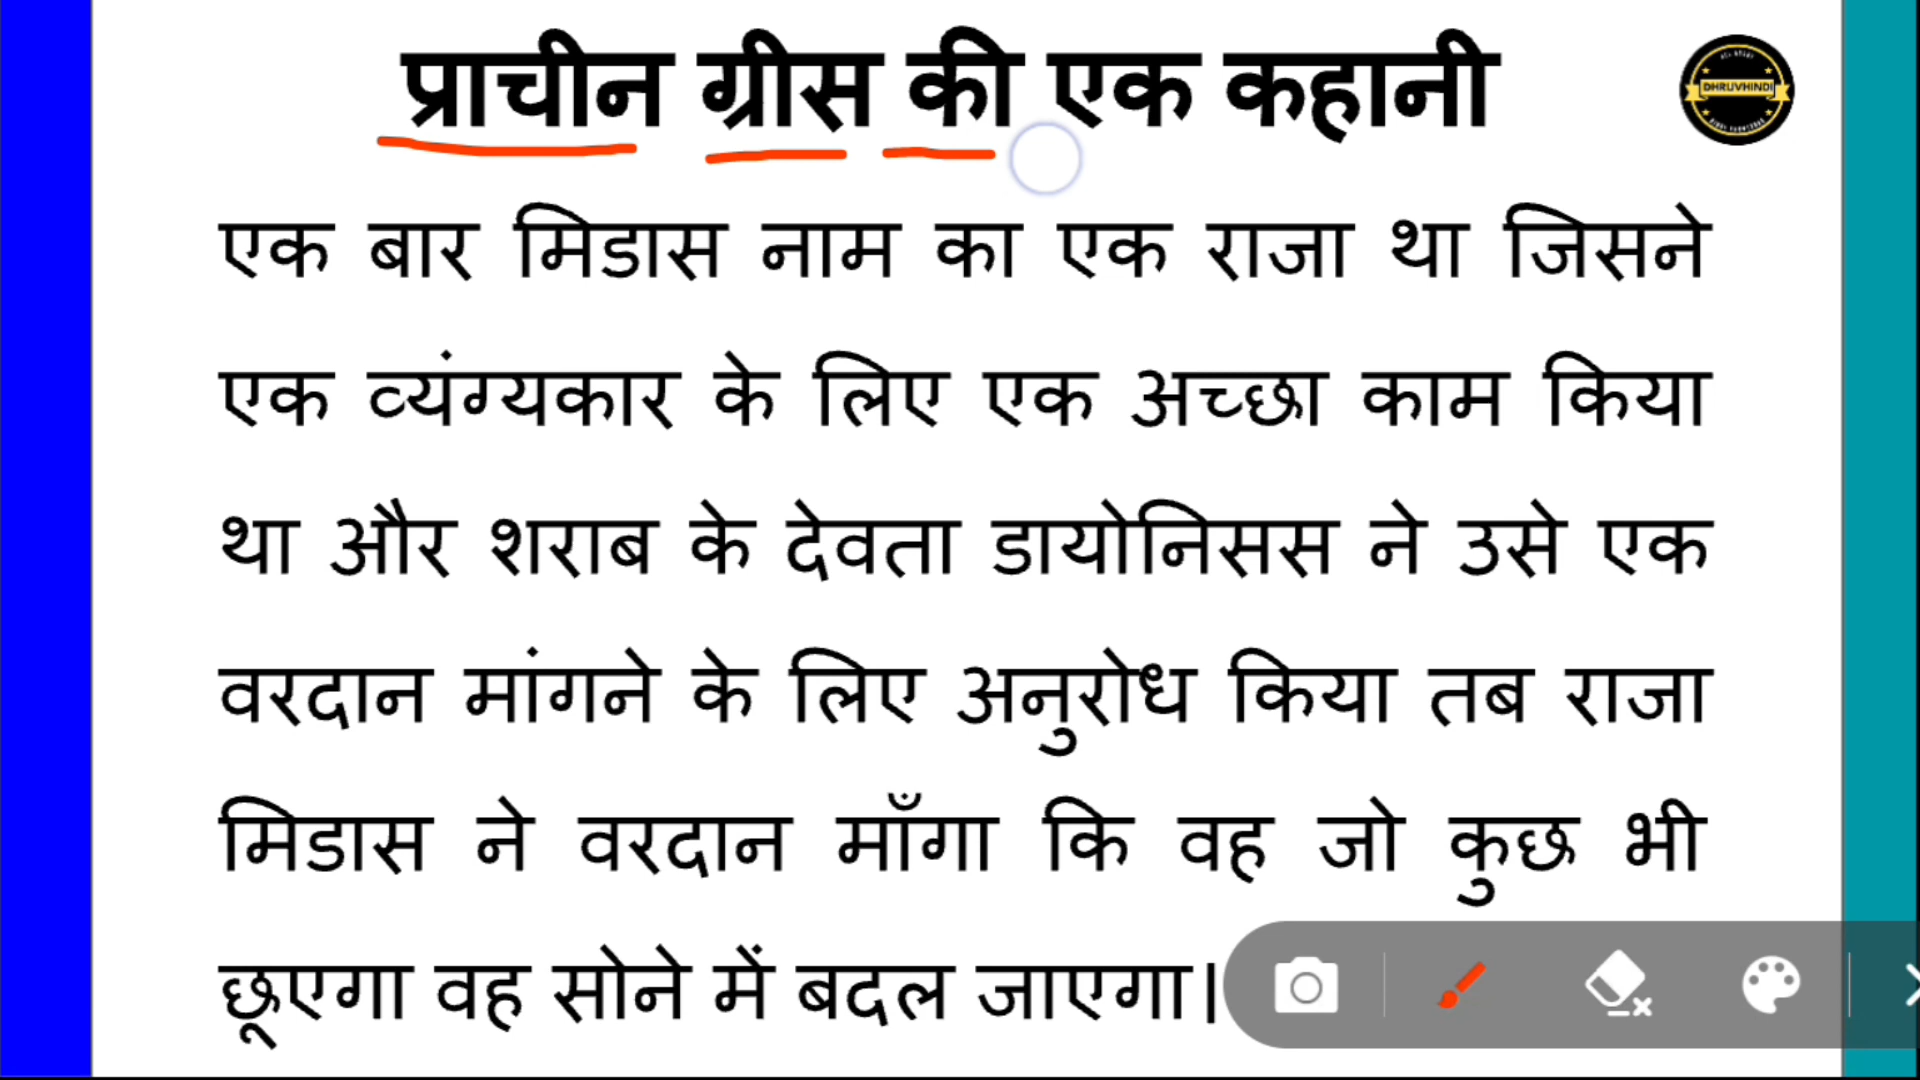 प्राचीन ग्रीस की एक कहानी
DHRUVHINDI
एक बार मिडास नाम का एक राजा था जिसने
एक व्यंग्यकार के लिए एक अच्छा काम किया
था और शराब के देवता डायोनिसस ने उसे एक
वरदान मांगने के लिए अनुरोध किया तब राजा
मिडास ने वरदान माँगा कि वह जो कुछ भी
छूएगा वह सोने में बदल जाएगा।